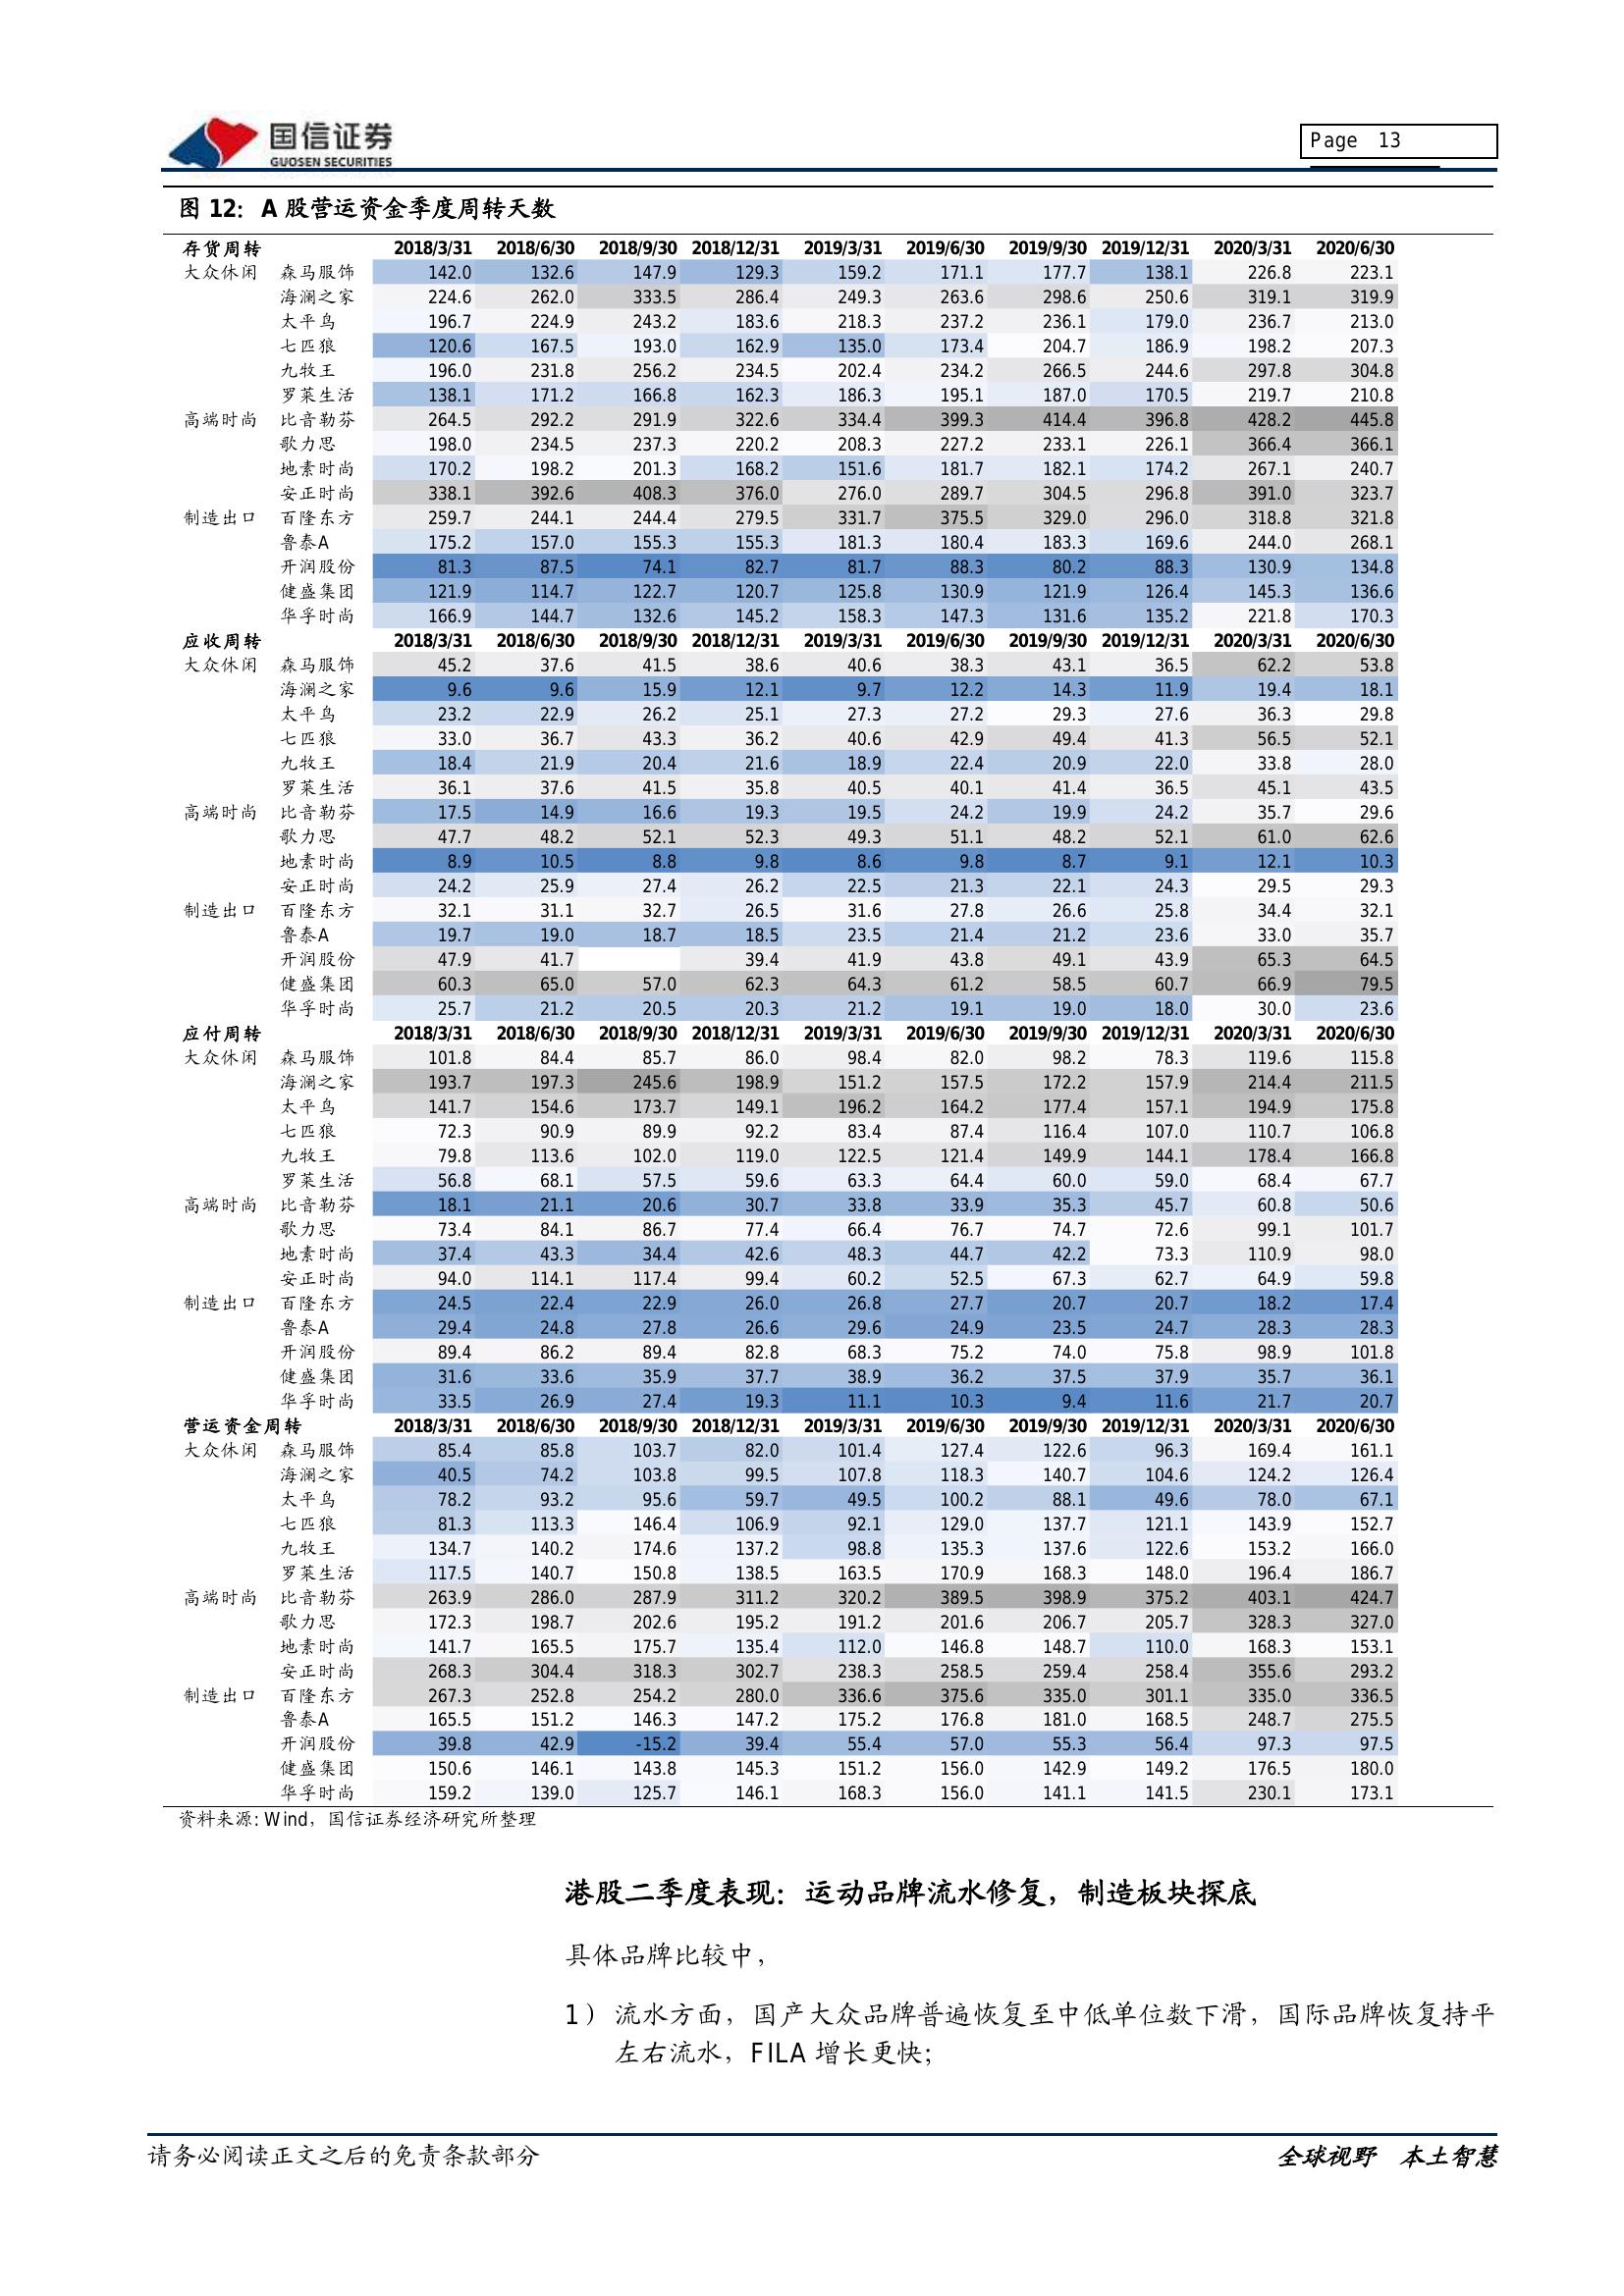 国信证券
GUOSEN SECURITIES
Page 13
图 12：A 股营运资金季度周转天数
存货周转 2018/3/31 2018/6/30 2018/9/30 2018/12/31 2019/3/31 2019/6/30 2019/9/30 2019/12/31 2020/3/31 2020/6/30
大众休闲 森马服饰 142.0 132.6 147.9 129.3 159.2 171.1 177.7 138.1 226.8 223.1
海澜之家 224.6 262.0 333.5 286.4 249.3 263.6 298.6 250.6 319.1 319.9
太平鸟 196.7 224.9 243.2 183.6 218.3 237.2 236.1 179.0 236.7 213.0
七匹狼 120.6 167.5 193.0 162.9 135.0 173.4 204.7 186.9 198.2 207.3
九牧王 196.0 231.8 256.2 234.5 202.4 234.2 266.5 244.6 297.8 304.8
罗莱生活 138.1 171.2 166.8 162.3 186.3 195.1 187.0 170.5 219.7 210.8
高端时尚 比音勒芬 264.5 292.2 291.9 322.6 334.4 399.3 414.4 396.8 428.2 445.8
歌力思 198.0 234.5 237.3 220.2 208.3 227.2 233.1 226.1 366.4 366.1
地素时尚 170.2 198.2 201.3 168.2 151.6 181.7 182.1 174.2 267.1 240.7
安正时尚 338.1 392.6 408.3 376.0 276.0 289.7 304.5 296.8 391.0 323.7
制造出口 百隆东方 259.7 244.1 244.4 279.5 331.7 375.5 329.0 296.0 318.8 321.8
鲁泰A 175.2 157.0 155.3 155.3 181.3 180.4 183.3 169.6 244.0 268.1
开润股份 81.3 87.5 74.1 82.7 81.7 88.3 80.2 88.3 130.9 134.8
健盛集团 121.9 114.7 122.7 120.7 125.8 130.9 121.9 126.4 145.3 136.6
华孚时尚 166.9 144.7 132.6 145.2 158.3 147.3 131.6 135.2 221.8 170.3
应收周转 2018/3/31 2018/6/30 2018/9/30 2018/12/31 2019/3/31 2019/6/30 2019/9/30 2019/12/31 2020/3/31 2020/6/30
大众休闲 森马服饰 45.2 37.6 41.5 38.6 40.6 38.3 43.1 36.5 62.2 53.8
海澜之家 9.6 9.6 15.9 12.1 9.7 12.2 14.3 11.9 19.4 18.1
太平鸟 23.2 22.9 26.2 25.1 27.3 27.2 29.3 27.6 36.3 29.8
七匹狼 33.0 36.7 43.3 36.2 40.6 42.9 49.4 41.3 56.5 52.1
九牧王 18.4 21.9 20.4 21.6 18.9 22.4 20.9 22.0 33.8 28.0
罗莱生活 36.1 37.6 41.5 35.8 40.5 40.1 41.4 36.5 45.1 43.5
高端时尚 比音勒芬 17.5 14.9 16.6 19.3 19.5 24.2 19.9 24.2 35.7 29.6
歌力思 47.7 48.2 52.1 52.3 49.3 51.1 48.2 52.1 61.0 62.6
地素时尚 8.9 10.5 8.8 9.8 8.6 9.8 8.7 9.1 12.1 10.3
安正时尚 24.2 25.9 27.4 26.2 22.5 21.3 22.1 24.3 29.5 29.3
制造出口 百隆东方 32.1 31.1 32.7 26.5 31.6 27.8 26.6 25.8 34.4 32.1
鲁泰A 19.7 19.0 18.7 18.5 23.5 21.4 21.2 23.6 33.0 35.7
开润股份 47.9 41.7 39.4 41.9 43.8 49.1 43.9 65.3 64.5
健盛集团 60.3 65.0 57.0 62.3 64.3 61.2 58.5 60.7 66.9 79.5
华孚时尚 25.7 21.2 20.5 20.3 21.2 19.1 19.0 18.0 30.0 23.6
应付周转 2018/3/31 2018/6/30 2018/9/30 2018/12/31 2019/3/31 2019/6/30 2019/9/30 2019/12/31 2020/3/31 2020/6/30
大众休闲 森马服饰 101.8 84.4 85.7 86.0 98.4 82.0 98.2 78.3 119.6 115.8
海澜之家 193.7 197.3 245.6 198.9 151.2 157.5 172.2 157.9 214.4 211.5
太平鸟 141.7 154.6 173.7 149.1 196.2 164.2 177.4 157.1 194.9 175.8
七匹狼 72.3 90.9 89.9 92.2 83.4 87.4 116.4 107.0 110.7 106.8
九牧王 79.8 113.6 102.0 119.0 122.5 121.4 149.9 144.1 178.4 166.8
罗莱生活 56.8 68.1 57.5 59.6 63.3 64.4 60.0 59.0 68.4 67.7
高端时尚 比音勒芬 18.1 21.1 20.6 30.7 33.8 33.9 35.3 45.7 60.8 50.6
歌力思 73.4 84.1 86.7 77.4 66.4 76.7 74.7 72.6 99.1 101.7
地素时尚 37.4 43.3 34.4 42.6 48.3 44.7 42.2 73.3 110.9 98.0
安正时尚 94.0 114.1 117.4 99.4 60.2 52.5 67.3 62.7 64.9 59.8
制造出口 百隆东方 24.5 22.4 22.9 26.0 26.8 27.7 20.7 20.7 18.2 17.4
鲁泰A 29.4 24.8 27.8 26.6 29.6 24.9 23.5 24.7 28.3 28.3
开润股份 89.4 86.2 89.4 82.8 68.3 75.2 74.0 75.8 98.9 101.8
健盛集团 31.6 33.6 35.9 37.7 38.9 36.2 37.5 37.9 35.7 36.1
华孚时尚 33.5 26.9 27.4 19.3 11.1 10.3 9.4 11.6 21.7 20.7
营运资金周转 2018/3/31 2018/6/30 2018/9/30 2018/12/31 2019/3/31 2019/6/30 2019/9/30 2019/12/31 2020/3/31 2020/6/30
大众休闲 森马服饰 85.4 85.8 103.7 82.0 101.4 127.4 122.6 96.3 169.4 161.1
海澜之家 40.5 74.2 103.8 99.5 107.8 118.3 140.7 104.6 124.2 126.4
太平鸟 78.2 93.2 95.6 59.7 49.5 100.2 88.1 49.6 78.0 67.1
七匹狼 81.3 113.3 146.4 106.9 92.1 129.0 137.7 121.1 143.9 152.7
九牧王 134.7 140.2 174.6 137.2 98.8 135.3 137.6 122.6 153.2 166.0
罗莱生活 117.5 140.7 150.8 138.5 163.5 170.9 168.3 148.0 196.4 186.7
高端时尚 比音勒芬 263.9 286.0 287.9 311.2 320.2 389.5 398.9 375.2 403.1 424.7
歌力思 172.3 198.7 202.6 195.2 191.2 201.6 206.7 205.7 328.3 327.0
地素时尚 141.7 165.5 175.7 135.4 112.0 146.8 148.7 110.0 168.3 153.1
安正时尚 268.3 304.4 318.3 302.7 238.3 258.5 259.4 258.4 355.6 293.2
制造出口 百隆东方 267.3 252.8 254.2 280.0 336.6 375.6 335.0 301.1 335.0 336.5
鲁泰A 165.5 151.2 146.3 147.2 175.2 176.8 181.0 168.5 248.7 275.5
开润股份 39.8 42.9 -15.2 39.4 55.4 57.0 55.3 56.4 97.3 97.5
健盛集团 150.6 146.1 143.8 145.3 151.2 156.0 142.9 149.2 176.5 180.0
华孚时尚 159.2 139.0 125.7 146.1 168.3 156.0 141.1 141.5 230.1 173.1
资料来源：Wind，国信证券经济研究所整理
港股二季度表现：运动品牌流水修复，制造板块探底
具体品牌比较中，
1） 流水方面，国产大众品牌普遍恢复至中低单位数下滑，国际品牌恢复持平
左右流水，FILA 增长更快；
请务必阅读正文之后的免责条款部分
全球视野 本土智慧